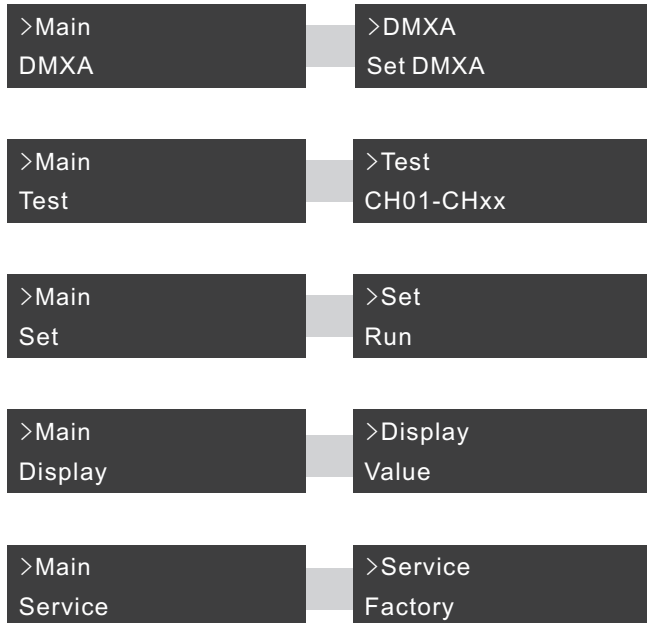 >Main
DMXA
>DMXA
Set DMXA
>Main
Test
>Test
CH01-CHxx
>Main
Set
>Set
Run
>Main
Display
>Display
Value
>Main
Service
>Service
Factory